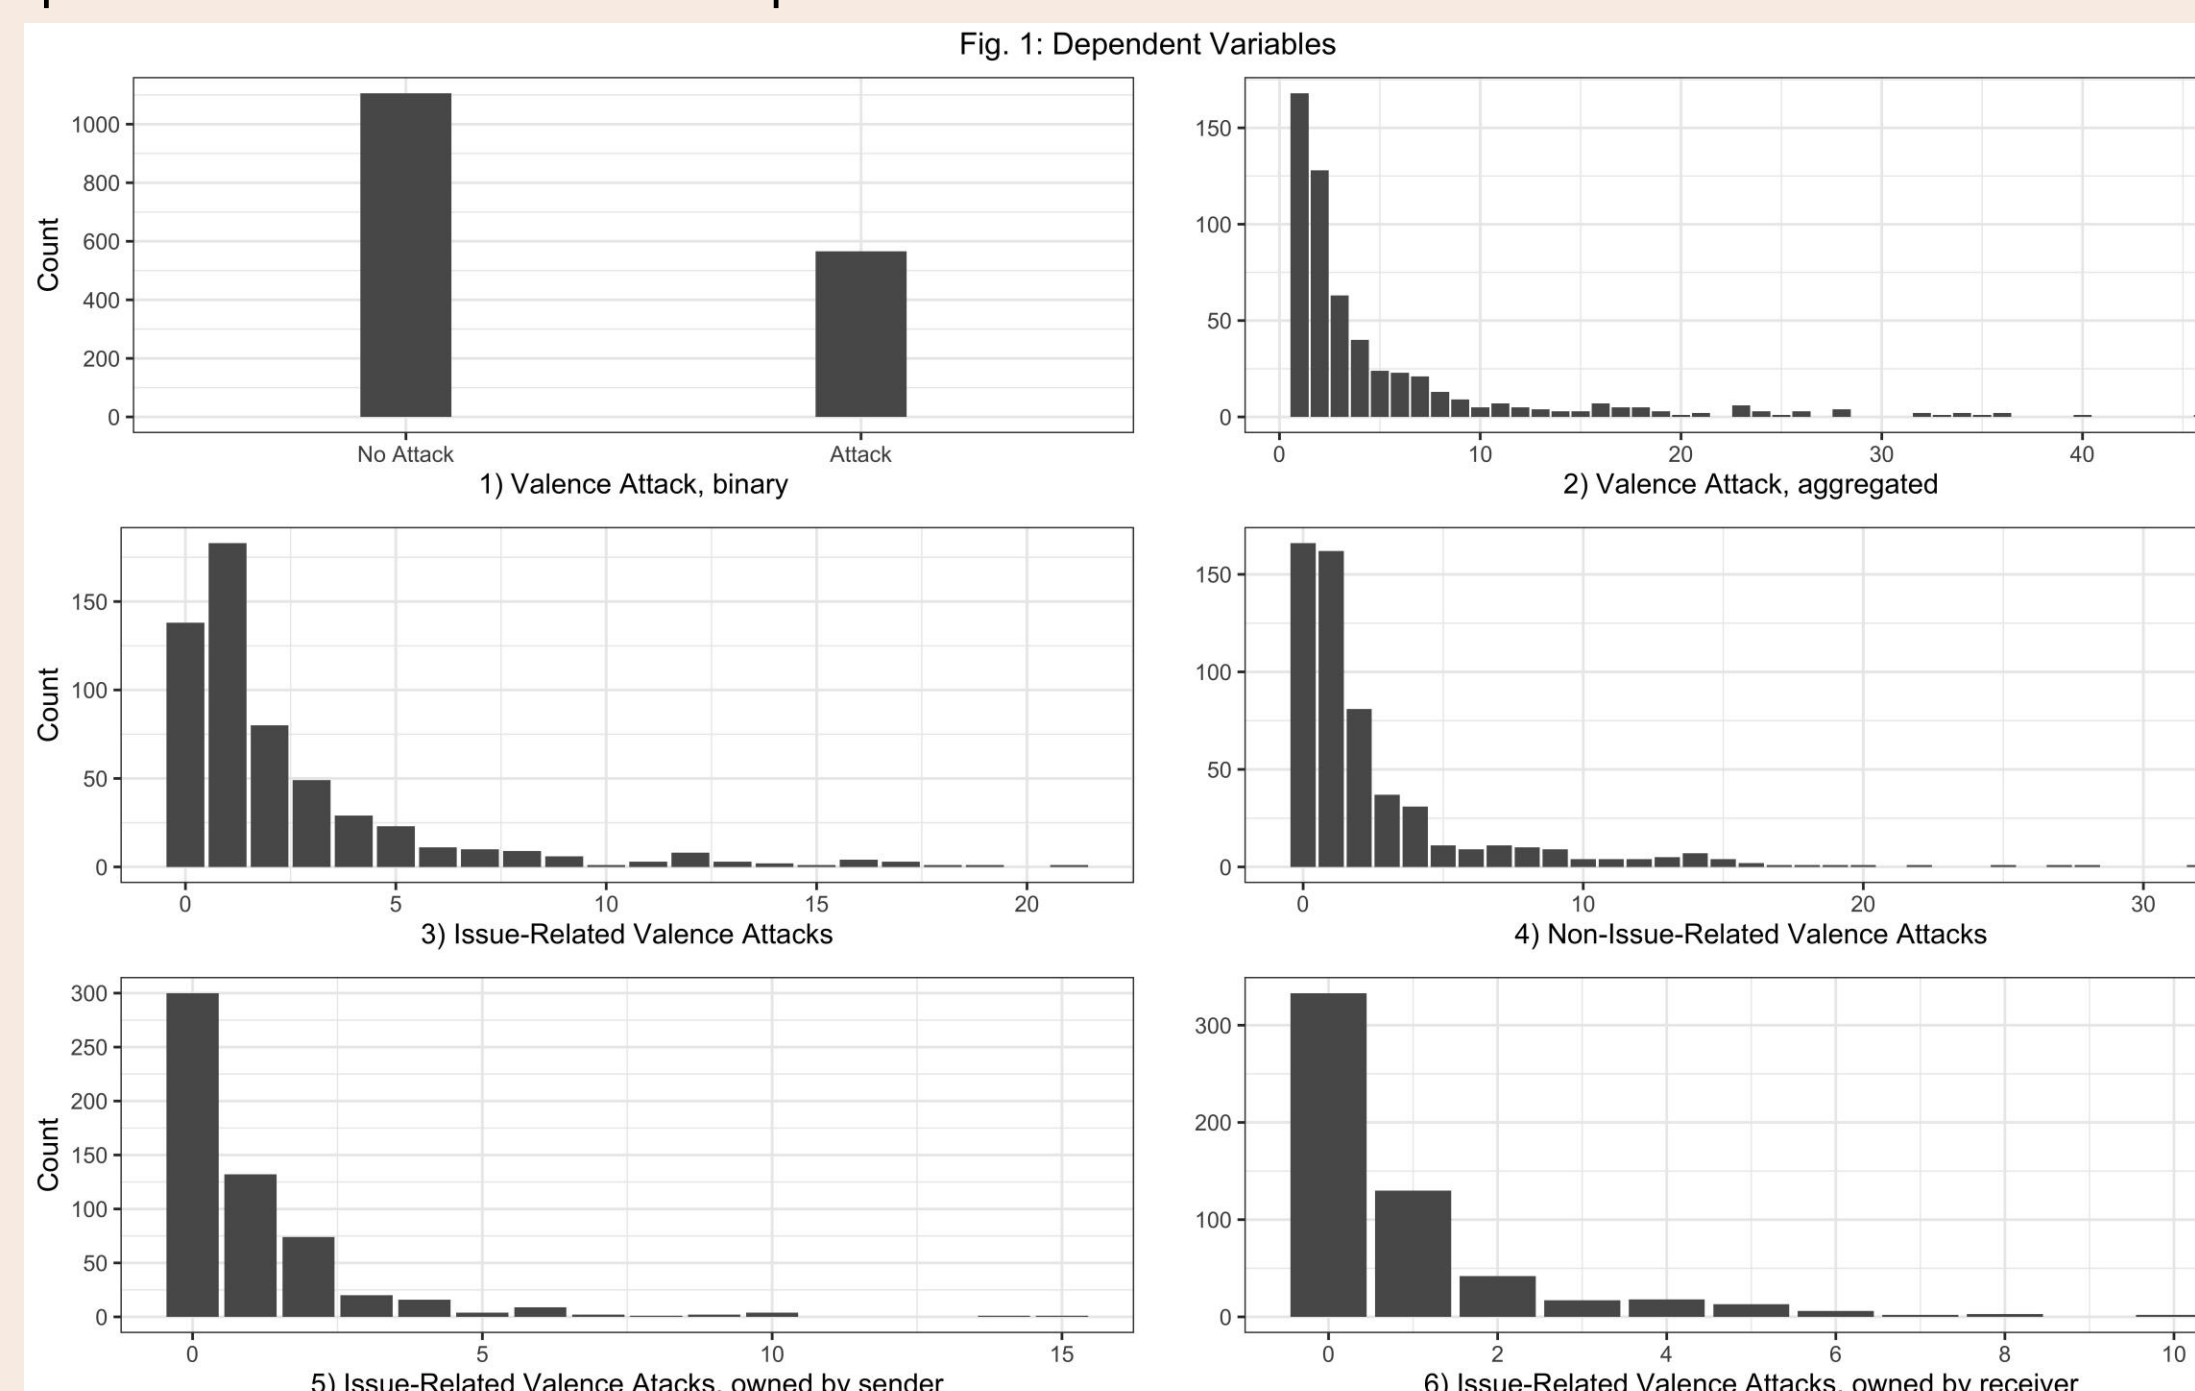 Fig. 1: Dependent Variables
Count
1000
800
600
400
200
0
No Attack Attack
1) Valence Attack, binary
150
100
50
0
0 10 20 30 40
2) Valence Attack, aggregated
Count
150
100
50
0
0 5 10 15 20
3) Issue-Related Valence Attacks
150
100
50
0
0 10 20 30
4) Non-Issue-Related Valence Attacks
Count
300
250
200
150
100
50
0
0 5 10 15
5) Issue-Related Valence Atacks, owned by sender
300
200
100
0
0 2 4 6 8 10
6) Issue-Related Valence Attacks, owned by receiver